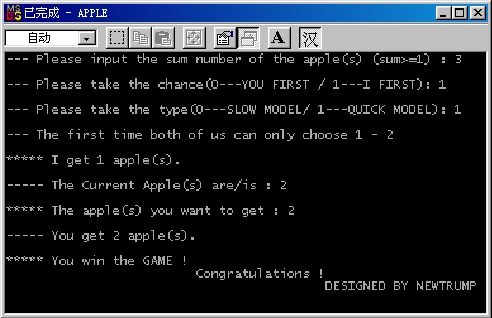 已完成 - APPLE
自动
A
汉
--- Please input the sum number of the apple(s) (sum>=1) : 3
--- Please take the chance(0---YOU FIRST / 1---I FIRST): 1
--- Please take the type(0---SLOW MODEL/ 1---QUICK MODEL): 1
--- The first time both of us can only choose 1 - 2
***** I get 1 apple(s).
----- The Current Apple(s) are/is : 2
***** The apple(s) you want to get : 2
----- You get 2 apple(s).
***** You win the GAME !
Congratulations !
DESIGNED BY NEWTRUMP